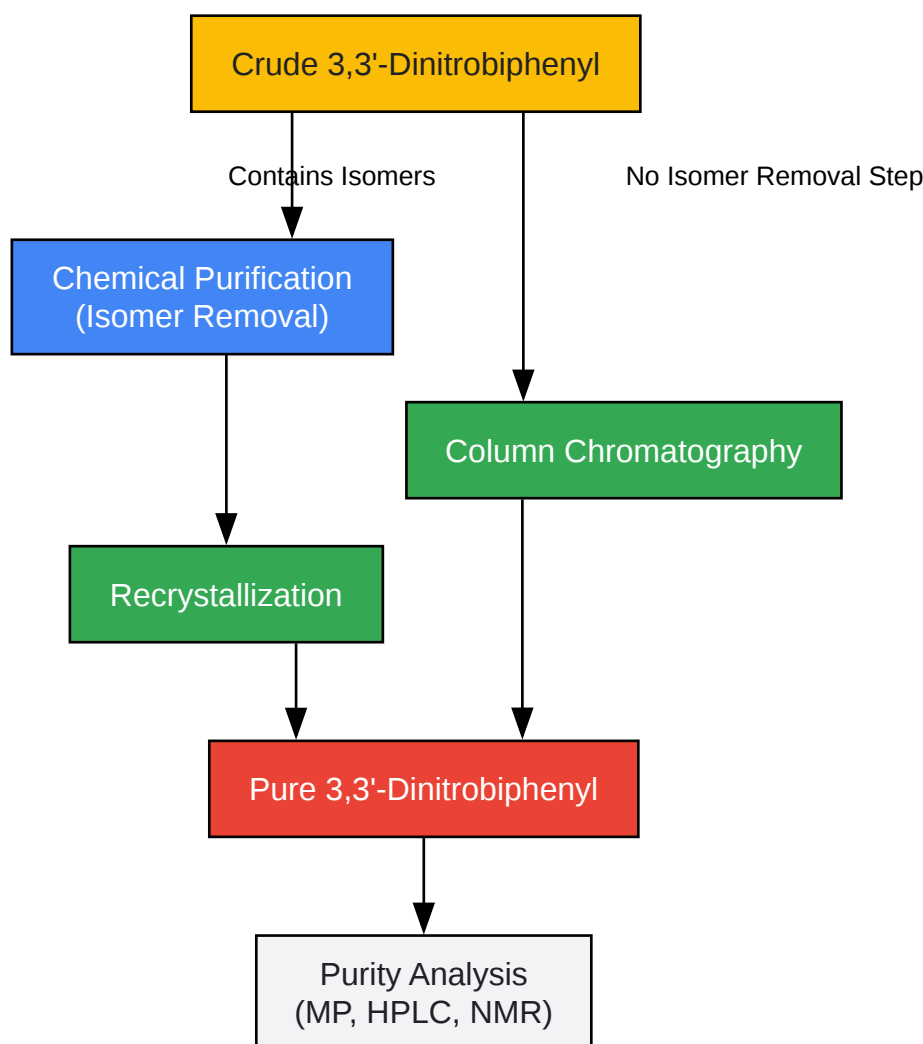 Crude 3,3'-Dinitrobiphenyl
Contains Isomers
No Isomer Removal Step
Chemical Purification
(Isomer Removal)
Column Chromatography
Recrystallization
Pure 3,3'-Dinitrobiphenyl
Purity Analysis
(MP, HPLC, NMR)